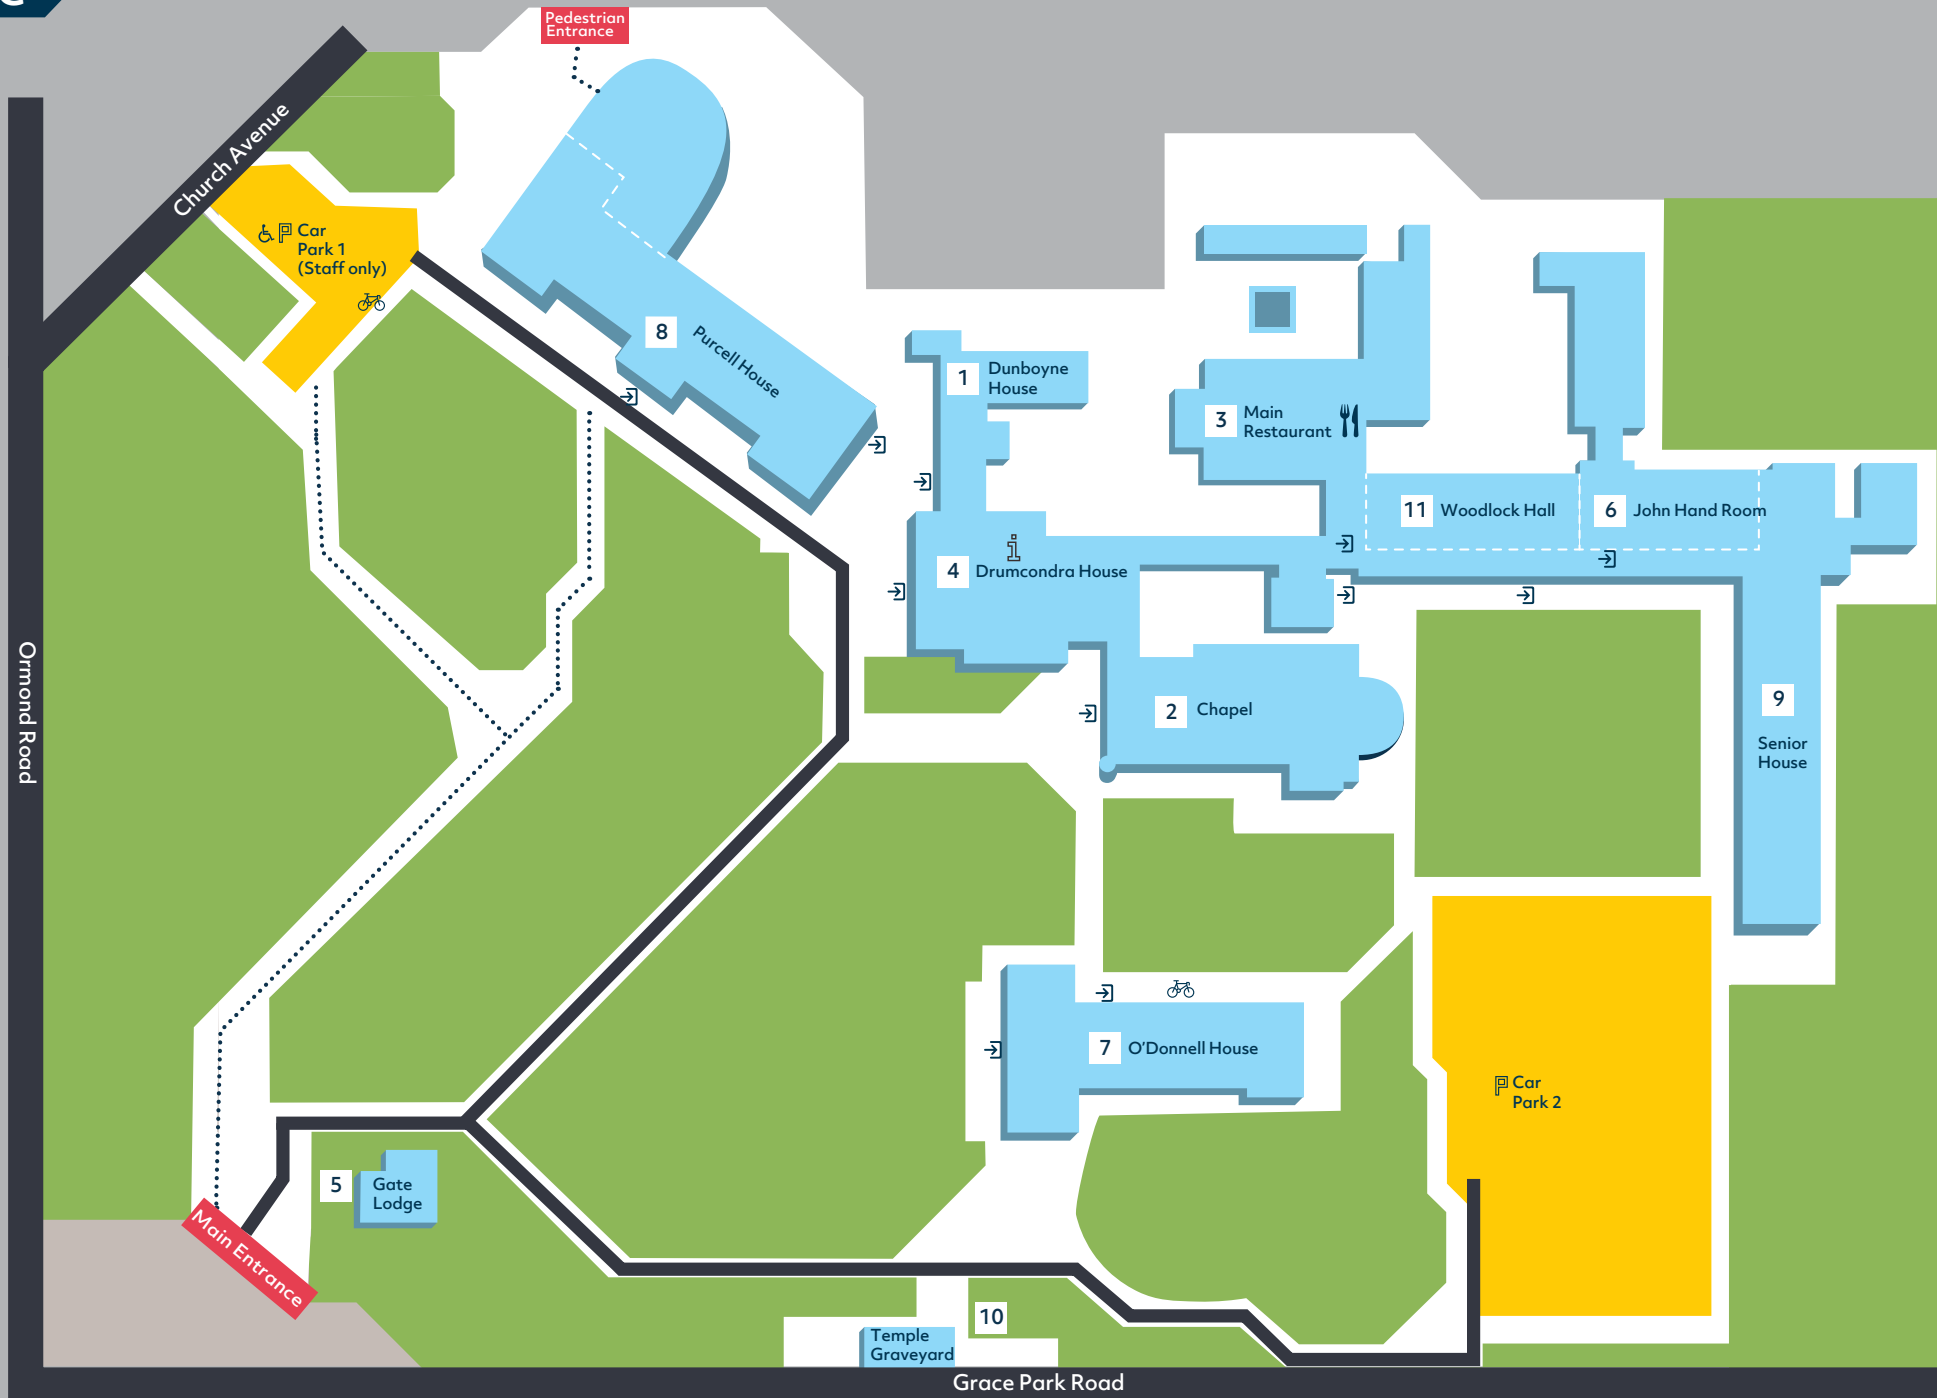 Pedestrian
Entrance
Church Avenue
Car
Park 1
(Staff only)
8
Purcell House
1
Dunboyne
House
3
Main
Restaurant
11
Woodlock Hall
6
John Hand Room
4
Drumcondra House
2
Chapel
9
Senior
House
Ormond Road
7
O'Donnell House
Car
Park 2
5
Gate
Lodge
Main Entrance
10
Temple
Graveyard
Grace Park Road